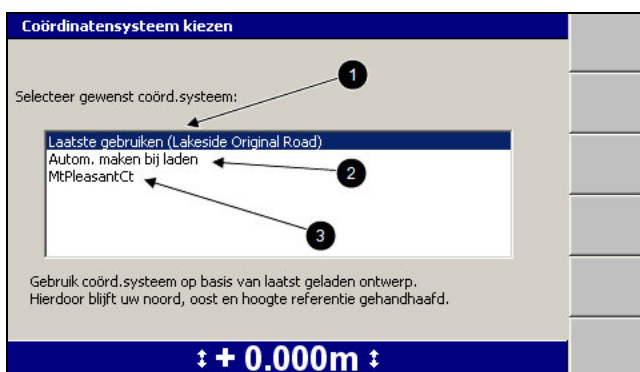 Coördinatensysteem kiezen
1
Selecteer gewenst coörd.systeem:
Laatste gebruiken (Lakeside Original Road)
Autom. maken bij laden
2
MtPleasantCt
3
Gebruik coörd.systeem op basis van laatst geladen ontwerp.
Hierdoor blijft uw noord, oost en hoogte referentie gehandhaafd.
↕ + 0.000m ↕